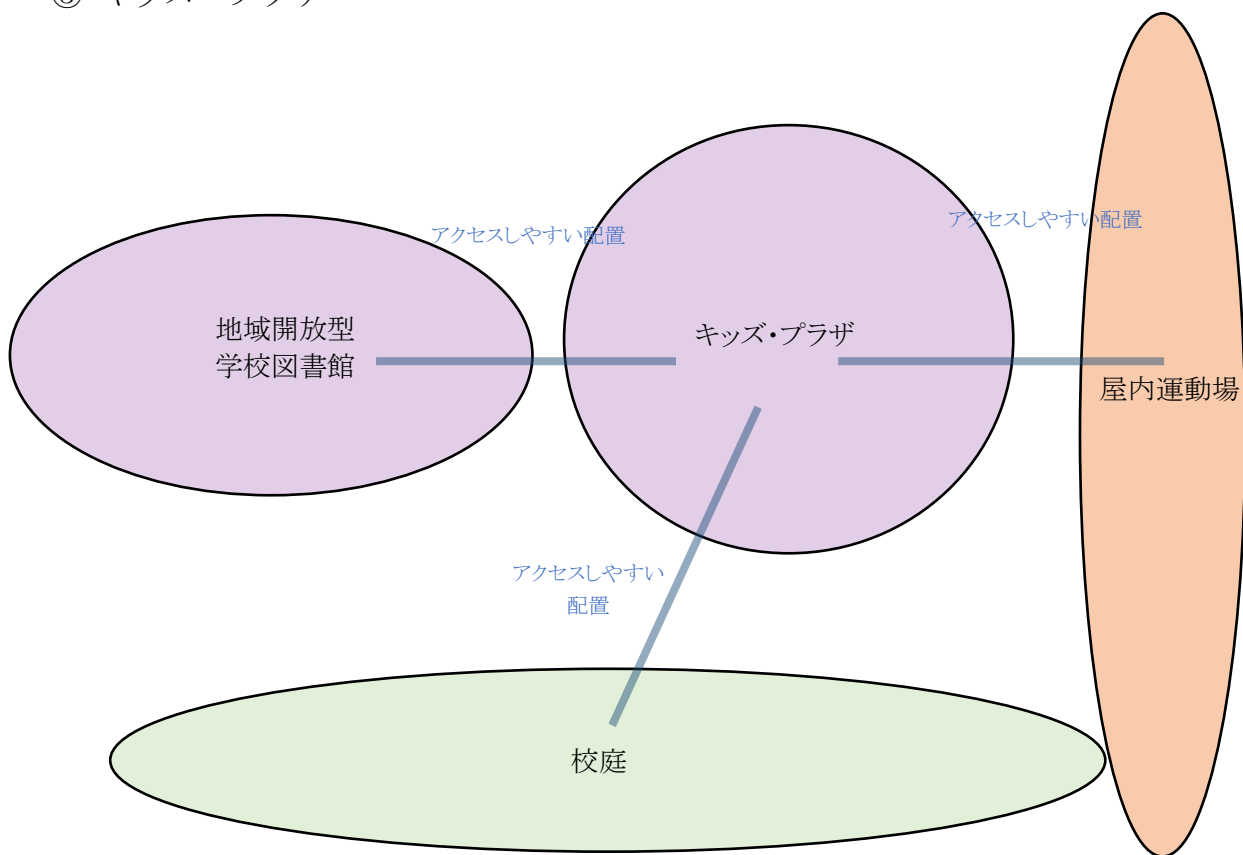 アクセスしやすい配置
アクセスしやすい配置
地域開放型
学校図書館
キッズ・プラザ
屋内運動場
アクセスしやすい
配置
校庭